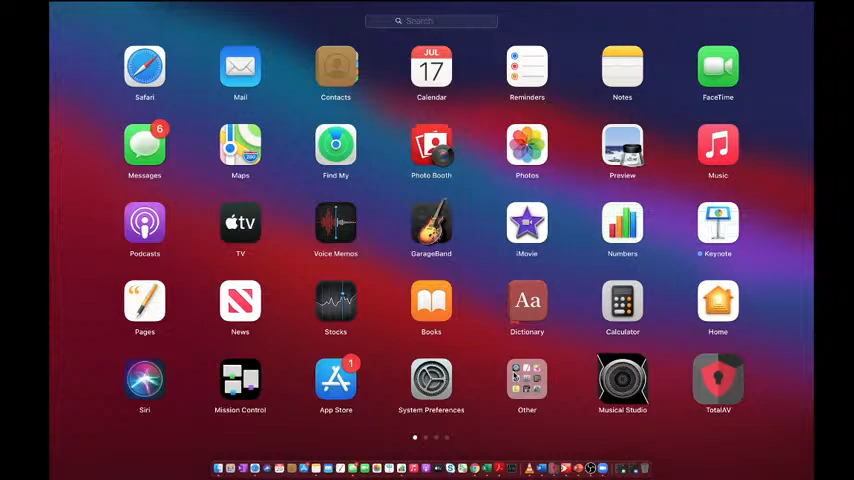 Search
JUL
17
Safari
Mail
Contacts
Calendar
Reminders
Notes
FaceTime
6
Messages
Maps
Find My
Photo Booth
Photos
Preview
Music
tv
Podcasts
TV
Voice Memos
GarageBand
iMovie
Numbers
Keynote
Aa
Pages
News
Stocks
Books
Dictionary
Calculator
Home
1
Siri
Mission Control
App Store
System Preferences
Other
Musical Studio
TotalAV